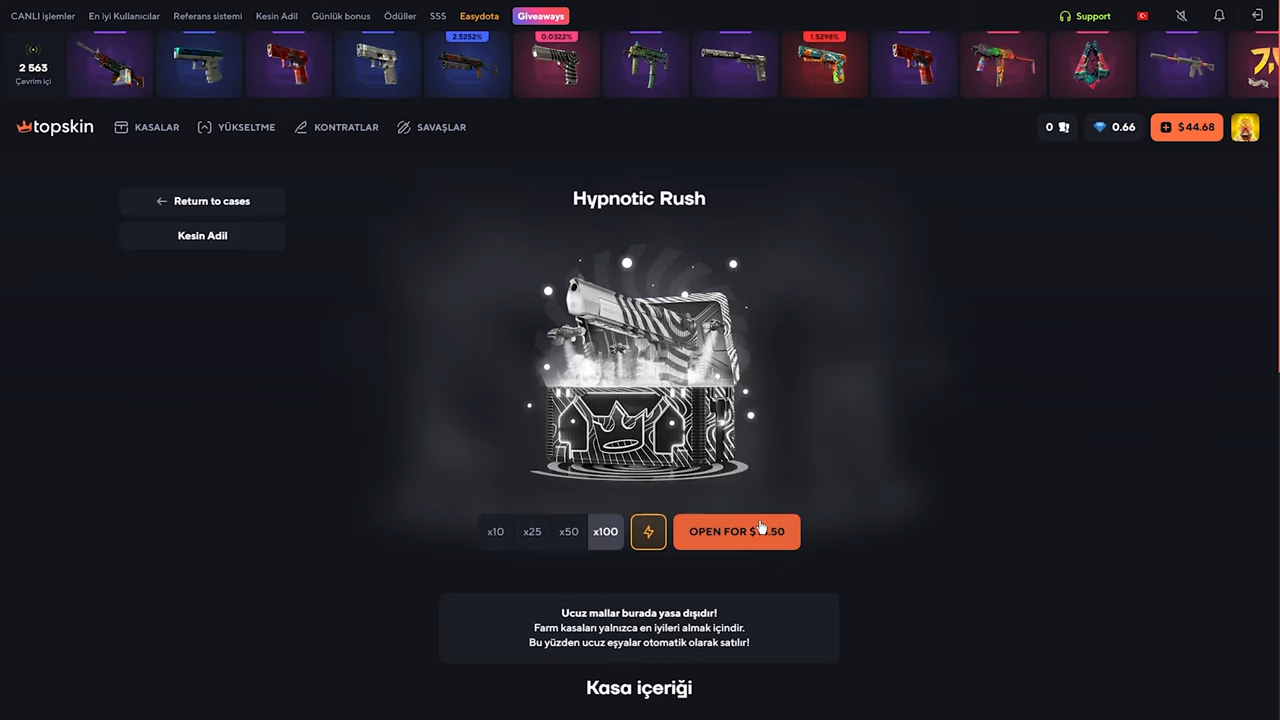 CANLI işlemler En iyi Kullanıcılar Referans sistemi Kesin Adil Günlük bonus Ödüller SSS Easydota Giveaways Support
2.5252% 0.0322% 1.5298%
2 563
Çevrim içi
topskin KASALAR YÜKSELTME KONTRATLAR SAVAŞLAR 0 0.66 $44.68
← Return to cases
Kesin Adil
Hypnotic Rush
x10 x25 x50 x100 OPEN FOR
Ucuz mallar burada yasa dışıdır!
Farm kasaları yalnızca en iyileri almak içindir.
Bu yüzden ucuz eşyalar otomatik olarak satılır!
Kasa içeriği